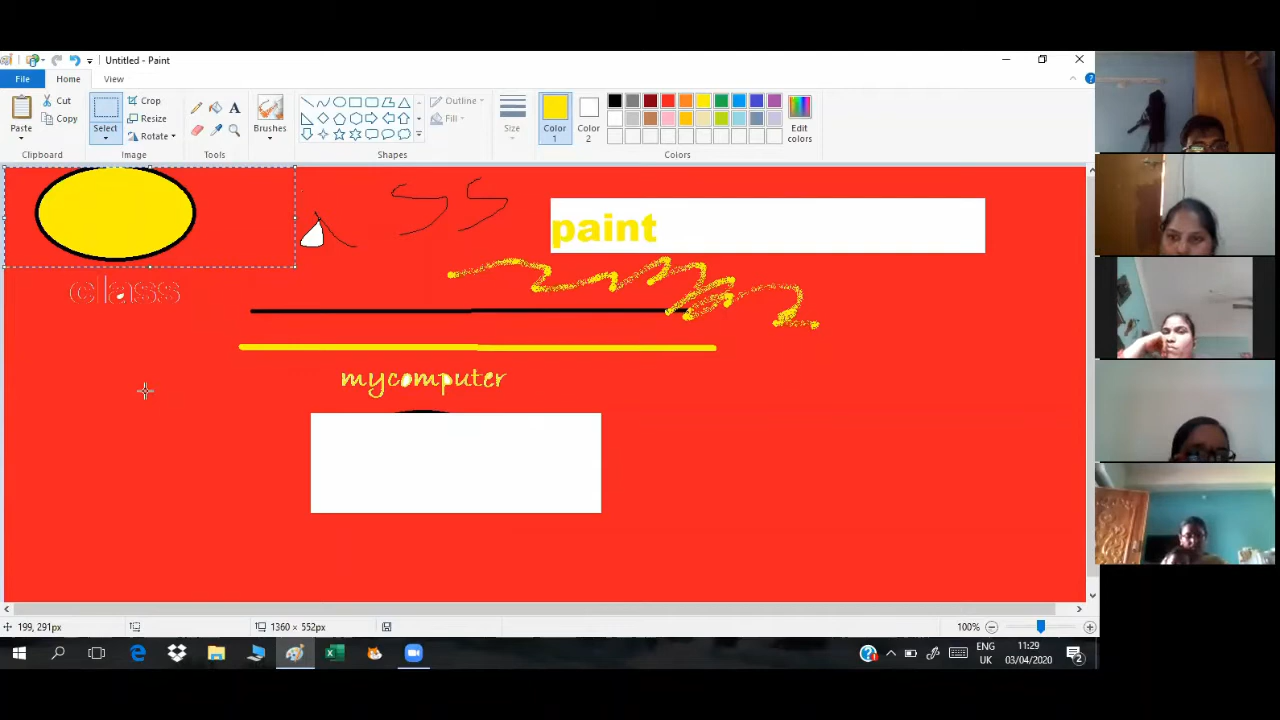 Untitled - Paint
File Home View
Paste
Cut
Copy
Clipboard
Select
Crop
Resize
Rotate
Image
A
Tools
Brushes
Outline
Fill
Shapes
Size
Color 1
Color 2
Edit colors
Colors
ss
paint
class
mycomputer
199, 291px
1360 × 552px
100%
ENG
UK
11:29
03/04/2020
2